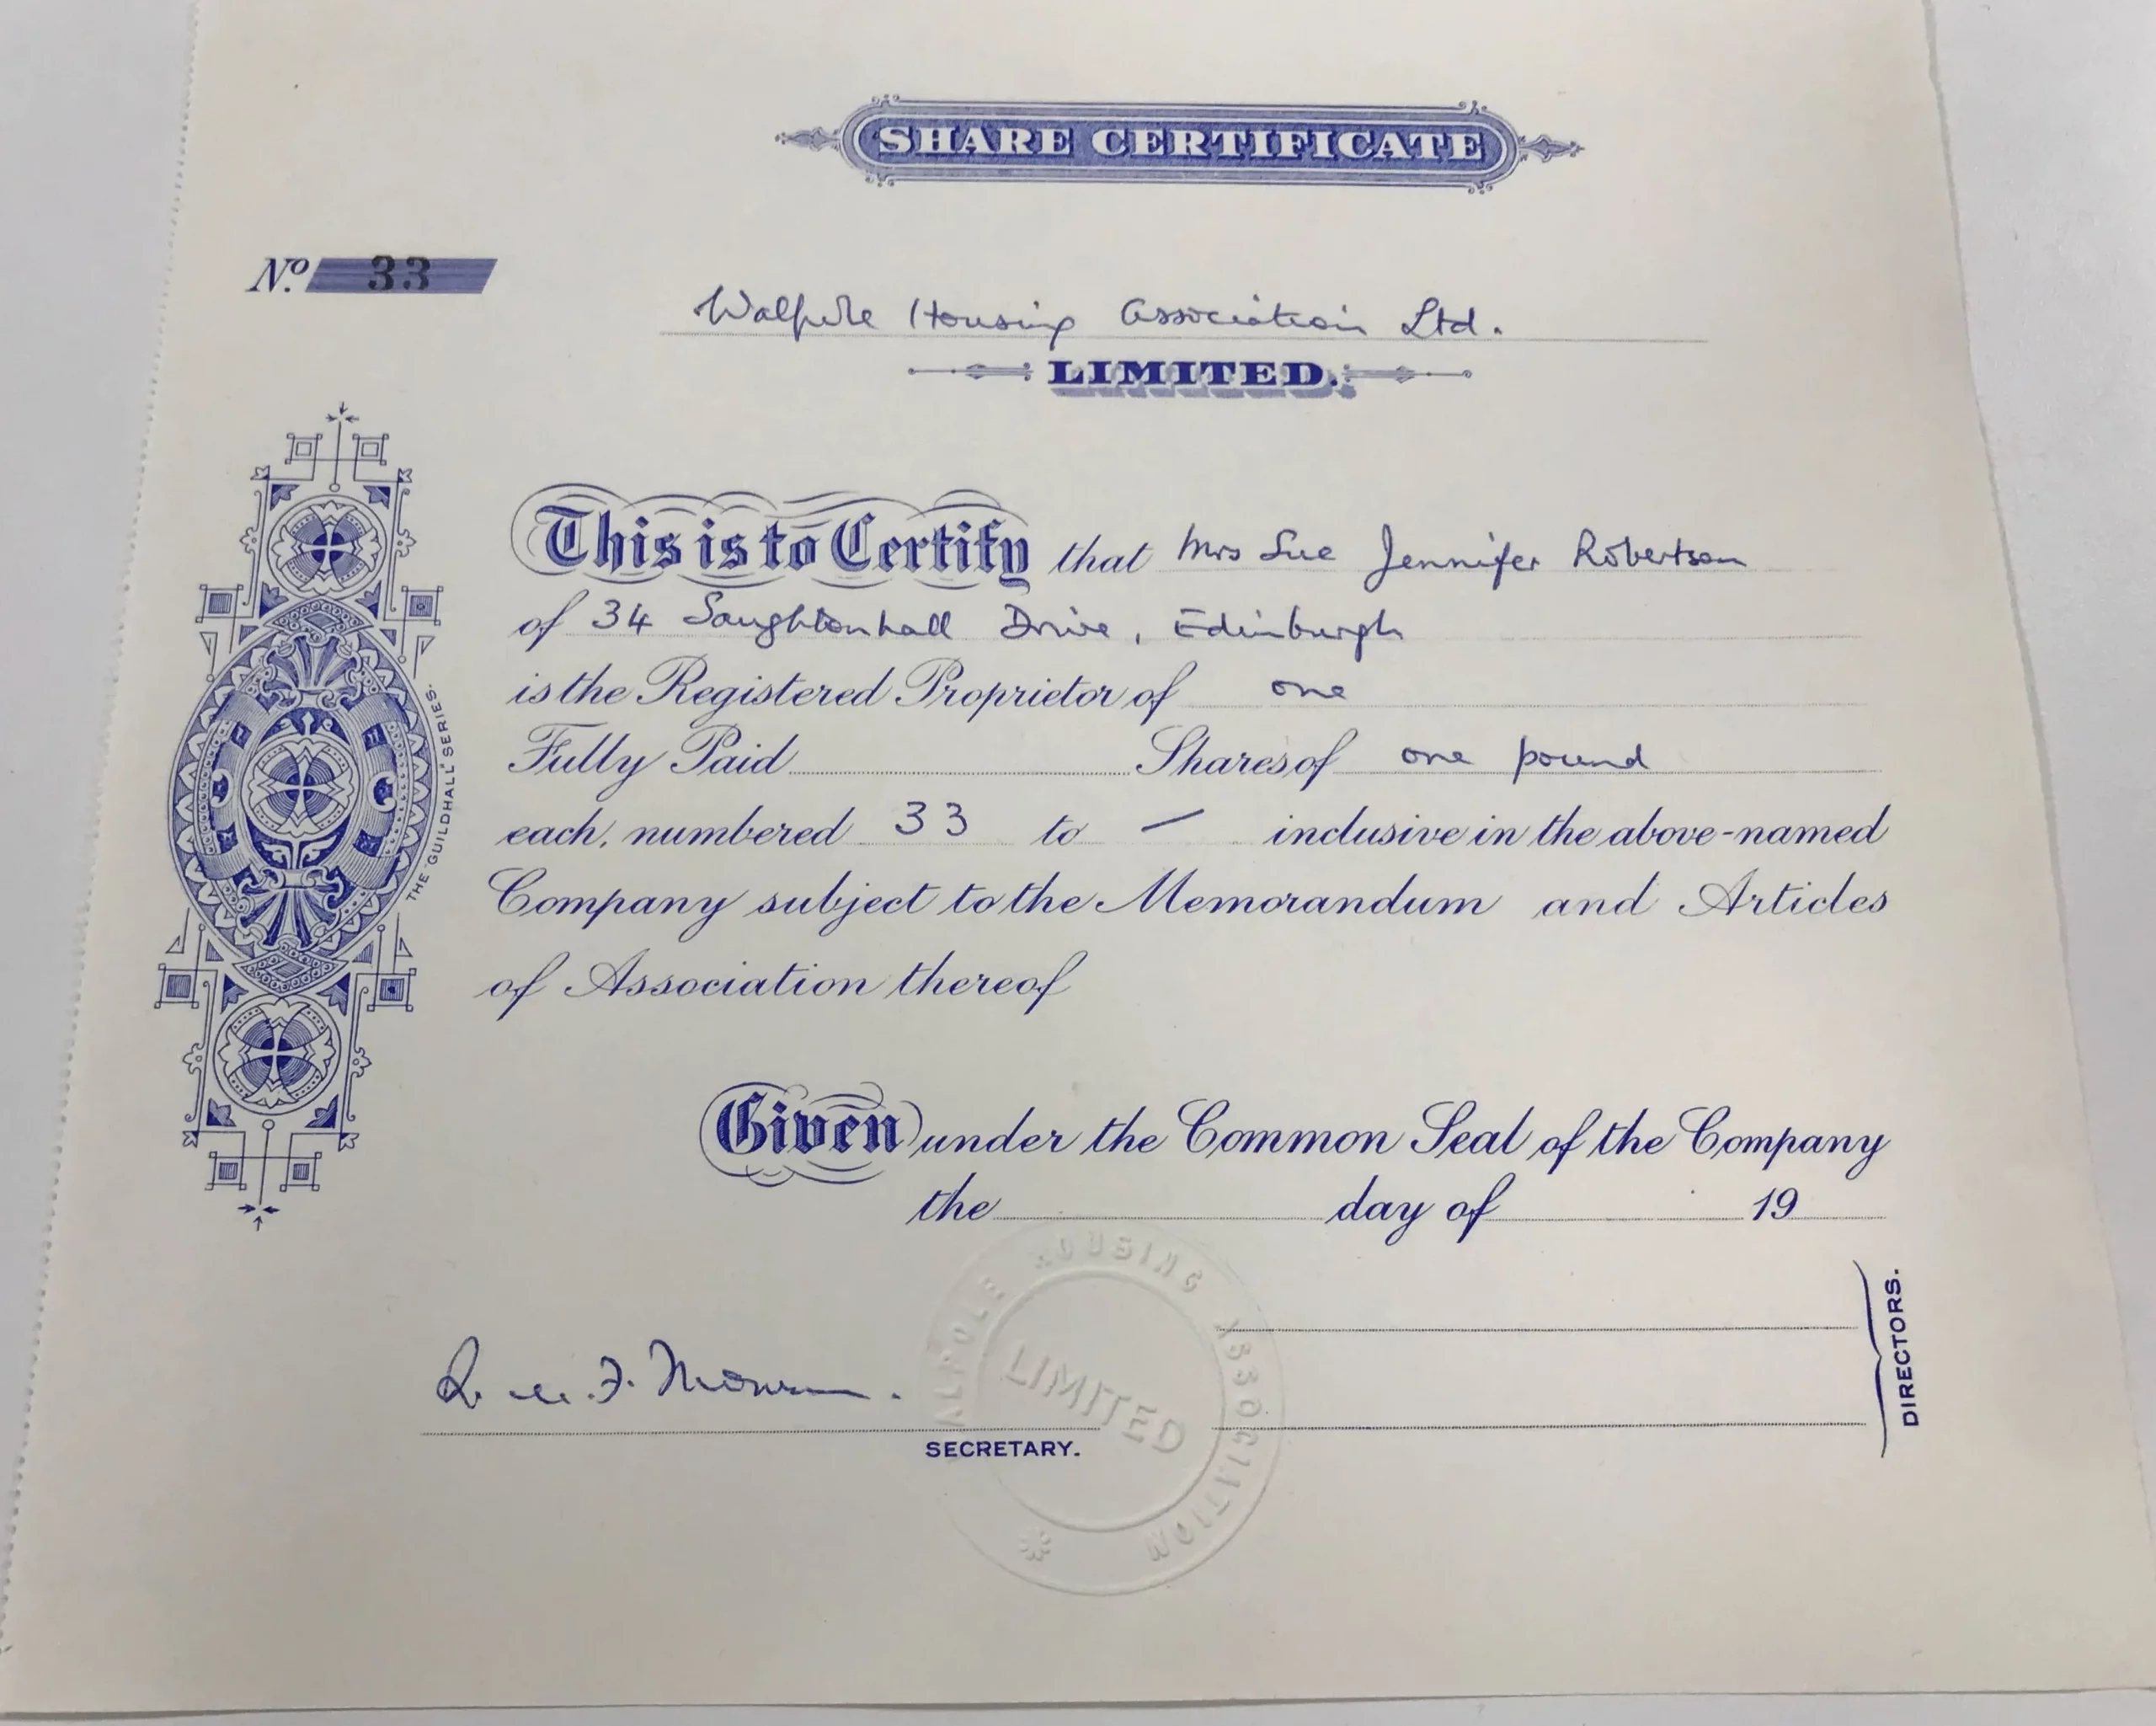 SHARE CERTIFICATE
No. 33
Walpole Housing Association Ltd.
LIMITED.
This is to Certify that Mrs Sue Jennifer Robertson
of 34 Saughtonhall Drive, Edinburgh
is the Registered Proprietor of one
Fully Paid Shares of one pound
each, numbered 33 to — inclusive in the above-named
Company subject to the Memorandum and Articles
of Association thereof
THE "GUILDHALL" SERIES.
Given under the Common Seal of the Company
the day of 19
ALPOLE HOUSING ASSOCIATION
LIMITED
SECRETARY.
DIRECTORS.